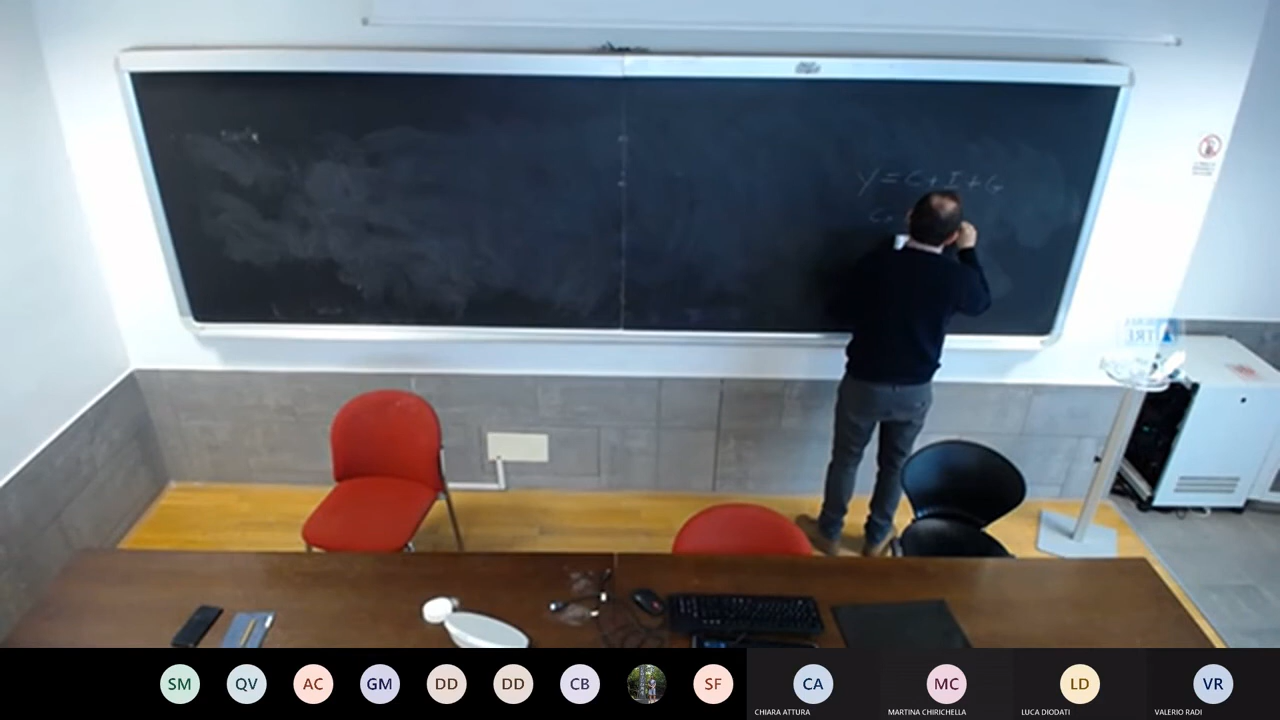 Y = C + I + G
SM
QV
AC
GM
DD
DD
CB
SF
CA
MC
LD
VR
CHIARA ATTURA
MARTINA CHIRICHELLA
LUCA DIODATI
VALERIO RADI